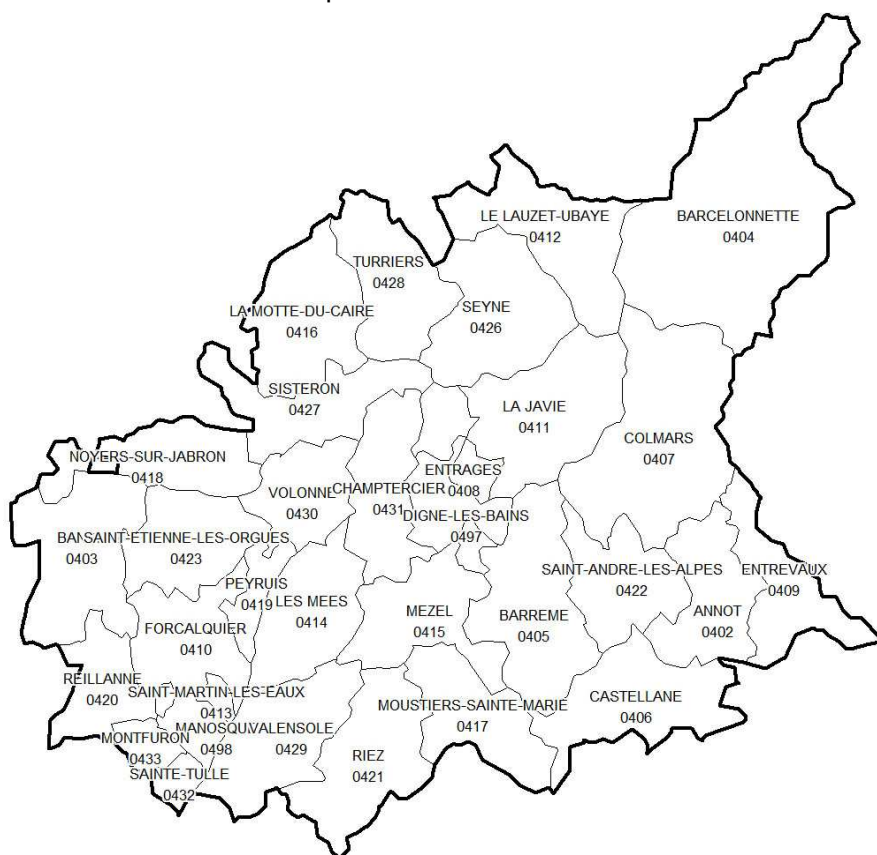 LE LAUZET-UBAYE
0412
BARCELONNETTE
0404
TURRIERS
0428
LA MOTTE-DU-CAIRE
0416
SEYNE
0426
SISTERON
0427
LA JAVIE
0411
COLMARS
0407
NOYERS-SUR-JABRON
0418
VOLONNE
0430
CHAMPTERCIER
0431
ENTRAGES
0408
DIGNE-LES-BAINS
0497
BAN
0403
SAINT-ETIENNE-LES-ORGUES
0423
PEYRUIS
0419
LES MEES
0414
MEZEL
0415
BARREME
0405
SAINT-ANDRE-LES-ALPES
0422
ENTREVAUX
0409
ANNOT
0402
FORCALQUIER
0410
REILLANNE
0420
SAINT-MARTIN-LES-EAUX
0413
MOUSTIERS-SAINTE-MARIE
0417
CASTELLANE
0406
MONTFURON
0433
MANOSQU
0498
VALENSOLE
0429
RIEZ
0421
SAINTE-TULLE
0432